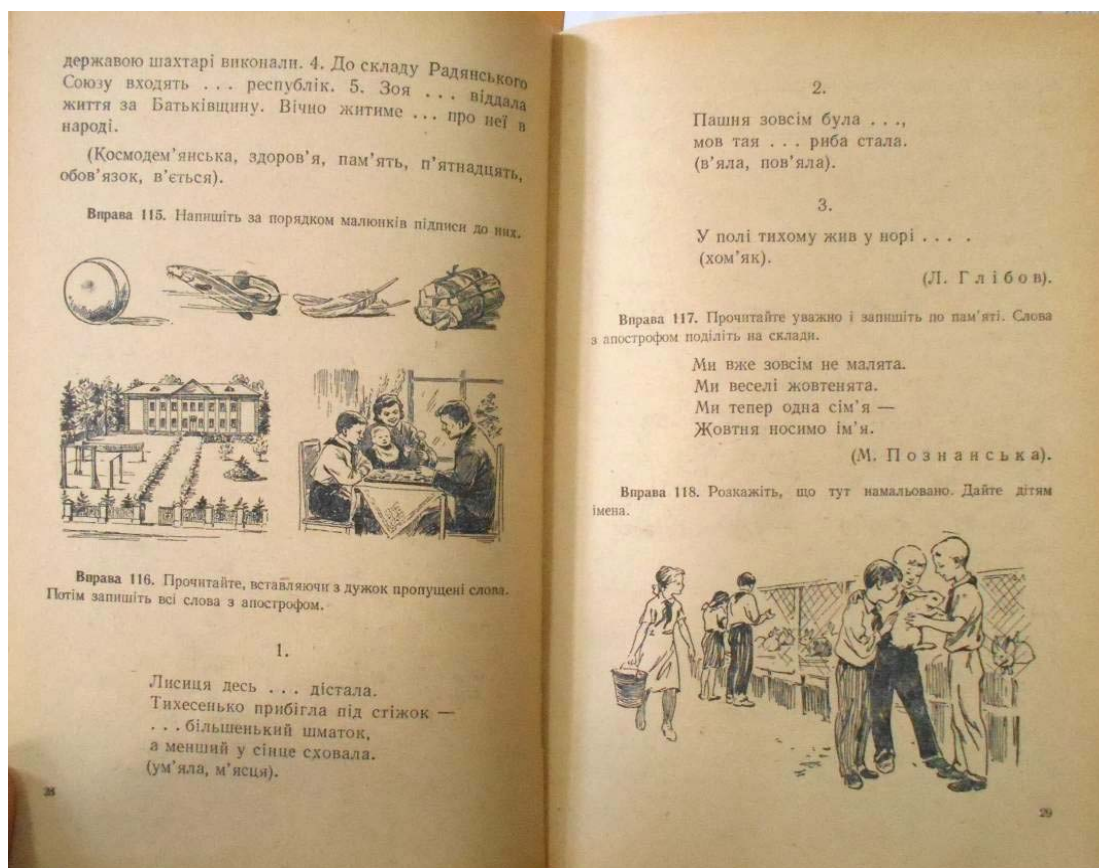 державою шахтарі виконали. 4. До складу Радянського
Союзу входять . . . республік. 5. Зоя . . . віддала
життя за Батьківщину. Вічно житиме . . . про неї в
народі.
(Космодем’янська, здоров’я, пам’ять, п’ятнадцять,
обов’язок, в’ється).
Вправа 115. Напишіть за порядком малюнків підписи до них.
Вправа 116. Прочитайте, вставляючи з дужок пропущені слова.
Потім запишіть всі слова з апострофом.
1.
Лисиця десь . . . дістала.
Тихесенько прибігла під стіжок —
. . . більшенький шматок,
а менший у сінце сховала.
(ум’яла, м’ясця).
28
2.
Пашня зовсім була . . .,
мов тая . . . риба стала.
(в’яла, пов’яла).
3.
У полі тихому жив у норі . . . .
(хом’як).
(Л. Глібов).
Вправа 117. Прочитайте уважно і запишіть по пам’яті. Слова
з апострофом поділіть на склади.
Ми вже зовсім не малята.
Ми веселі жовтенята.
Ми тепер одна сім’я —
Жовтня носимо ім’я.
(М. Познанська).
Вправа 118. Розкажіть, що тут намальовано. Дайте дітям
імена.
29